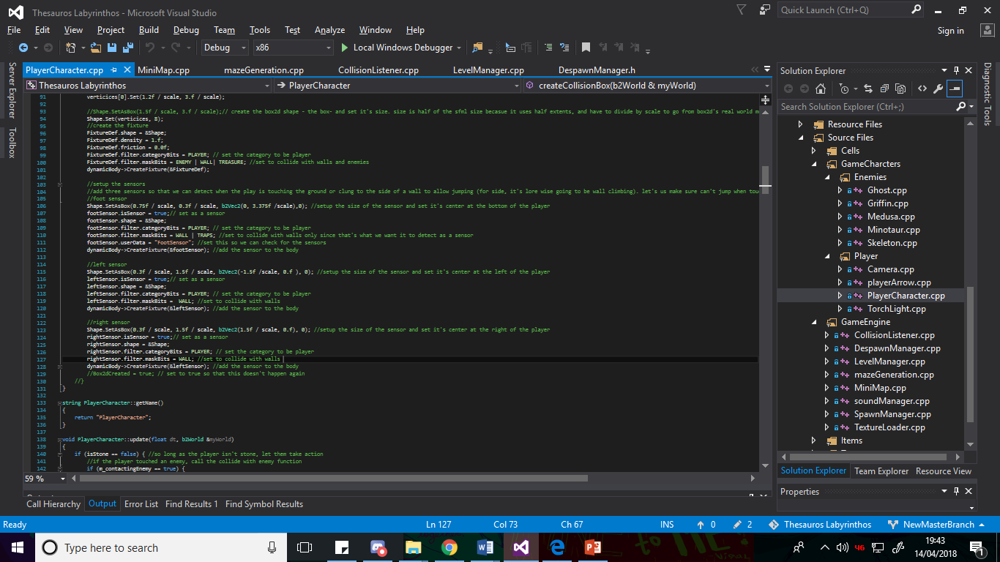 Thesauros Labyrinthos - Microsoft Visual Studio
Quick Launch (Ctrl+Q)
File Edit View Project Build Debug Team Tools Test Analyze Window Help
Sign in
Debug x86 Local Windows Debugger
Server Explorer
Toolbox
PlayerCharacter.cpp MiniMap.cpp mazeGeneration.cpp CollisionListener.cpp LevelManager.cpp DespawnManager.h
Thesauros Labyrinthos PlayerCharacter createCollisionBox(b2World & myWorld)
91 verticices[0].Set(1.2f / scale, 3.f / scale);
92
93 //Shape.SetAsBox(1.5f / scale, 3.f / scale);// create the box2d shape - the box- and set it's size. size is half of the sfml size becasue it uses half extents, and have to divide by scale to go from box2d's real world m
94 Shape.Set(verticices, 8);
95 //create the fixture
96 FixtureDef.shape = &Shape;
97 FixtureDef.density = 1.f;
98 FixtureDef.friction = 0.0f;
99 FixtureDef.filter.categoryBits = PLAYER; // set the category to be player
100 FixtureDef.filter.maskBits = ENEMY | WALL| TREASURE; //set to collide with walls and enemies
101 dynamicBody->CreateFixture(&FixtureDef);
102
103 //setup the sensors
104 //add three sensors so that we can detect when the play is touching the ground or clung to the side of a wall to allow jumping (for side, it's lore wise going to be wall climbing). let's us make sure can't jump when tou
105 //foot sensor
106 Shape.SetAsBox(0.75f / scale, 0.3f / scale, b2Vec2(0, 3.375f /scale),0); //setup the size of the sensor and set it's center at the bottom of the player
107 footSensor.isSensor = true;// set as a sensor
108 footSensor.shape = &Shape;
109 footSensor.filter.categoryBits = PLAYER; // set the category to be player
110 footSensor.filter.maskBits = WALL | TRAPS; //set to collide with walls only since that's what we want it to detect as a sensor
111 footSensor.userData = "FootSensor"; //set this so we can check for the sensors
112 dynamicBody->CreateFixture(&footSensor); //add the sensor to the body
113
114 //left sensor
115 Shape.SetAsBox(0.3f / scale, 1.5f / scale, b2Vec2(-1.5f /scale, 0.f ), 0); //setup the size of the sensor and set it's center at the left of the player
116 leftSensor.isSensor = true;// set as a sensor
117 leftSensor.shape = &Shape;
118 leftSensor.filter.categoryBits = PLAYER; // set the category to be player
119 leftSensor.filter.maskBits =  WALL; //set to collide with walls
120 dynamicBody->CreateFixture(&leftSensor); //add the sensor to the body
121
122 //right sensor
123 Shape.SetAsBox(0.3f / scale, 1.5f / scale, b2Vec2(1.5f / scale, 0.f), 0); //setup the size of the sensor and set it's center at the right of the player
124 rightSensor.isSensor = true;// set as a sensor
125 rightSensor.shape = &Shape;
126 rightSensor.filter.categoryBits = PLAYER; // set the category to be player
127 rightSensor.filter.maskBits = WALL; //set to collide with walls
128 dynamicBody->CreateFixture(&leftSensor); //add the sensor to the body
129 //Box2dCreated = true; // set to true so that this doesn't happen again
130 //}
131 }
132
133 string PlayerCharacter::getName()
134 {
135 return "PlayerCharacter";
136 }
137
138 void PlayerCharacter::update(float dt, b2World &myWorld)
139 {
140 if (isStone == false) { //so long as the player isn't stone, let them take action
141 //if the player touched an enemy, call the collide with enemy function
142 if (m_contactingEnemy == true) {
59 %
Solution Explorer
Search Solution Explorer (Ctrl+;)
Resource Files
Source Files
Cells
GameCharcters
Enemies
Ghost.cpp
Griffin.cpp
Medusa.cpp
Minotaur.cpp
Skeleton.cpp
Player
Camera.cpp
playerArrow.cpp
PlayerCharacter.cpp
TorchLight.cpp
GameEngine
CollisionListener.cpp
DespawnManager.cpp
LevelManager.cpp
mazeGeneration.cpp
MiniMap.cpp
soundManager.cpp
SpawnManager.cpp
TextureLoader.cpp
Items
Solution Explorer Team Explorer Resource View
Properties
Diagnostic Tools
Call Hierarchy Output Error List Find Results 1 Find Symbol Results
Ready Ln 127 Col 73 Ch 67 INS 0 2 Thesauros Labyrinthos NewMasterBranch
Type here to search
19:43
14/04/2018